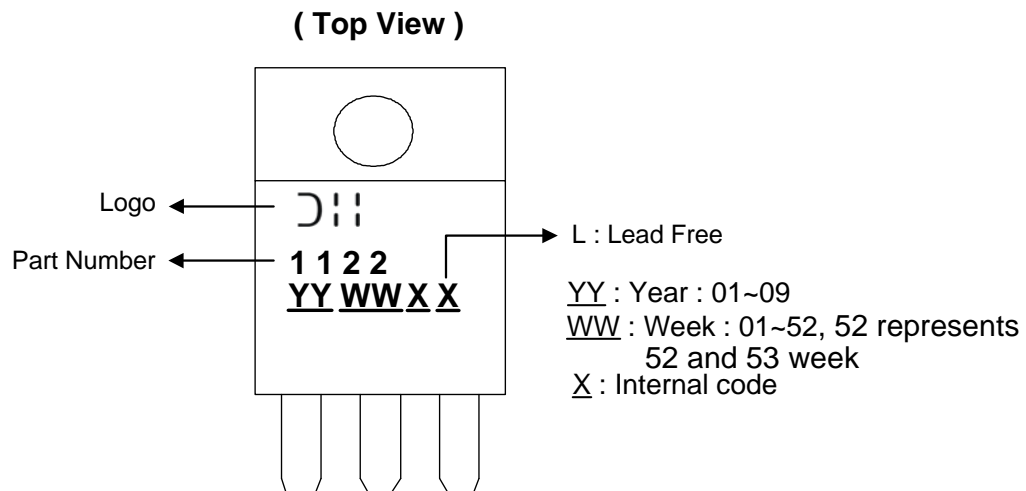 ( Top View )
Logo
Part Number
1 1 2 2
YY WW X X
L : Lead Free
YY : Year : 01~09
WW : Week : 01~52, 52 represents
52 and 53 week
X : Internal code